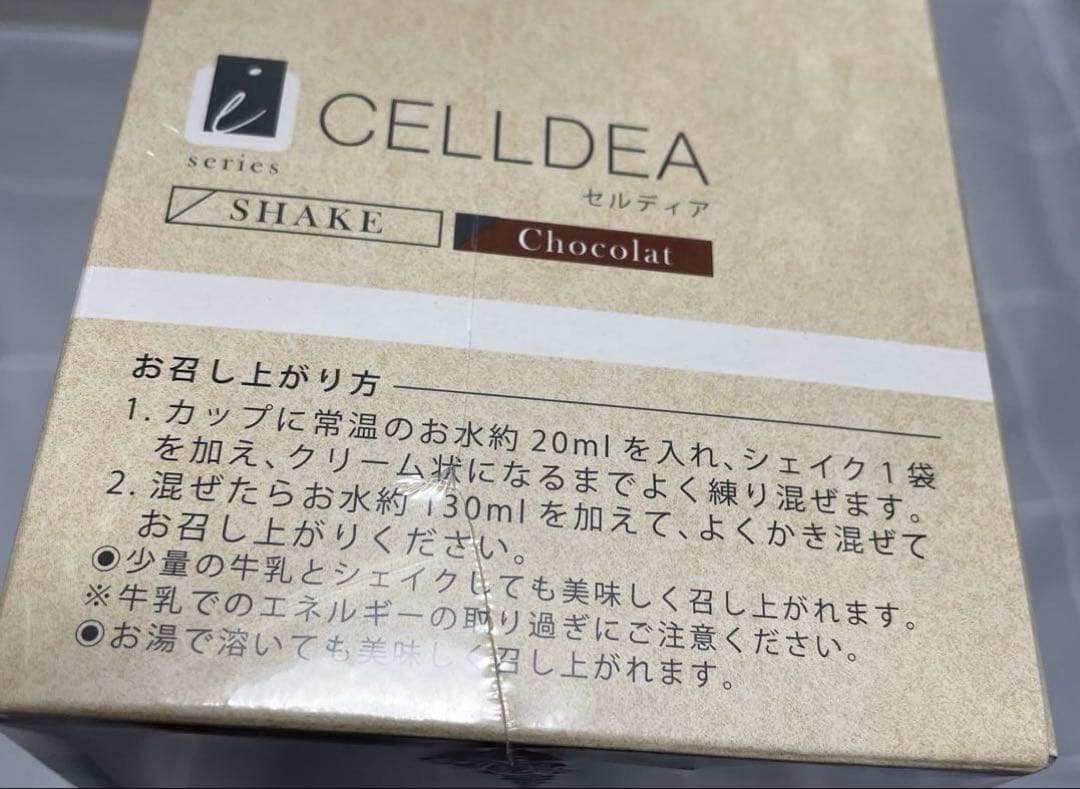 i
series
CELLDEA
セルディア
SHAKE
Chocolat
お召し上がり方
1. カップに常温のお水約 20ml を入れ、シェイク 1 袋
を加え、クリーム状になるまでよく練り混ぜます。
2. 混ぜたらお水約 130ml を加えて、よくかき混ぜて
お召し上がりください。
◉少量の牛乳とシェイクしても美味しく召し上がれます。
※牛乳でのエネルギーの取り過ぎにご注意ください。
◉お湯で溶いても美味しく召し上がれます。